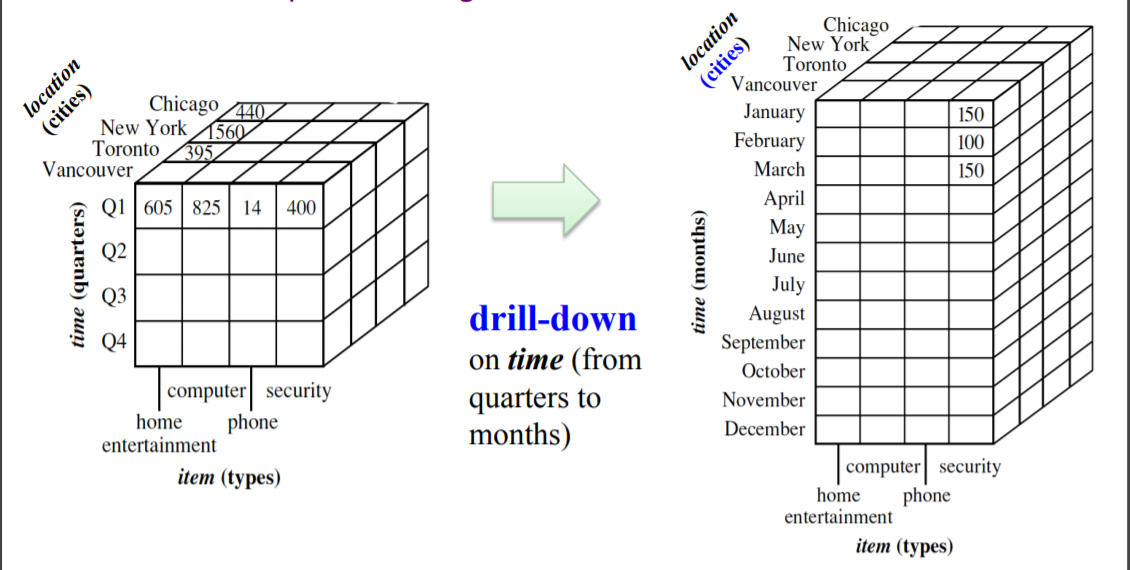 location
(cities)
Chicago 440
New York 1560
Toronto 395
Vancouver
time (quarters)
Q1 605 825 14 400
Q2
Q3
Q4
computer security
home phone
entertainment
item (types)
drill-down
on time (from
quarters to
months)
location
(cities)
Chicago
New York
Toronto
Vancouver
time (months)
January 150
February 100
March 150
April
May
June
July
August
September
October
November
December
computer security
home phone
entertainment
item (types)